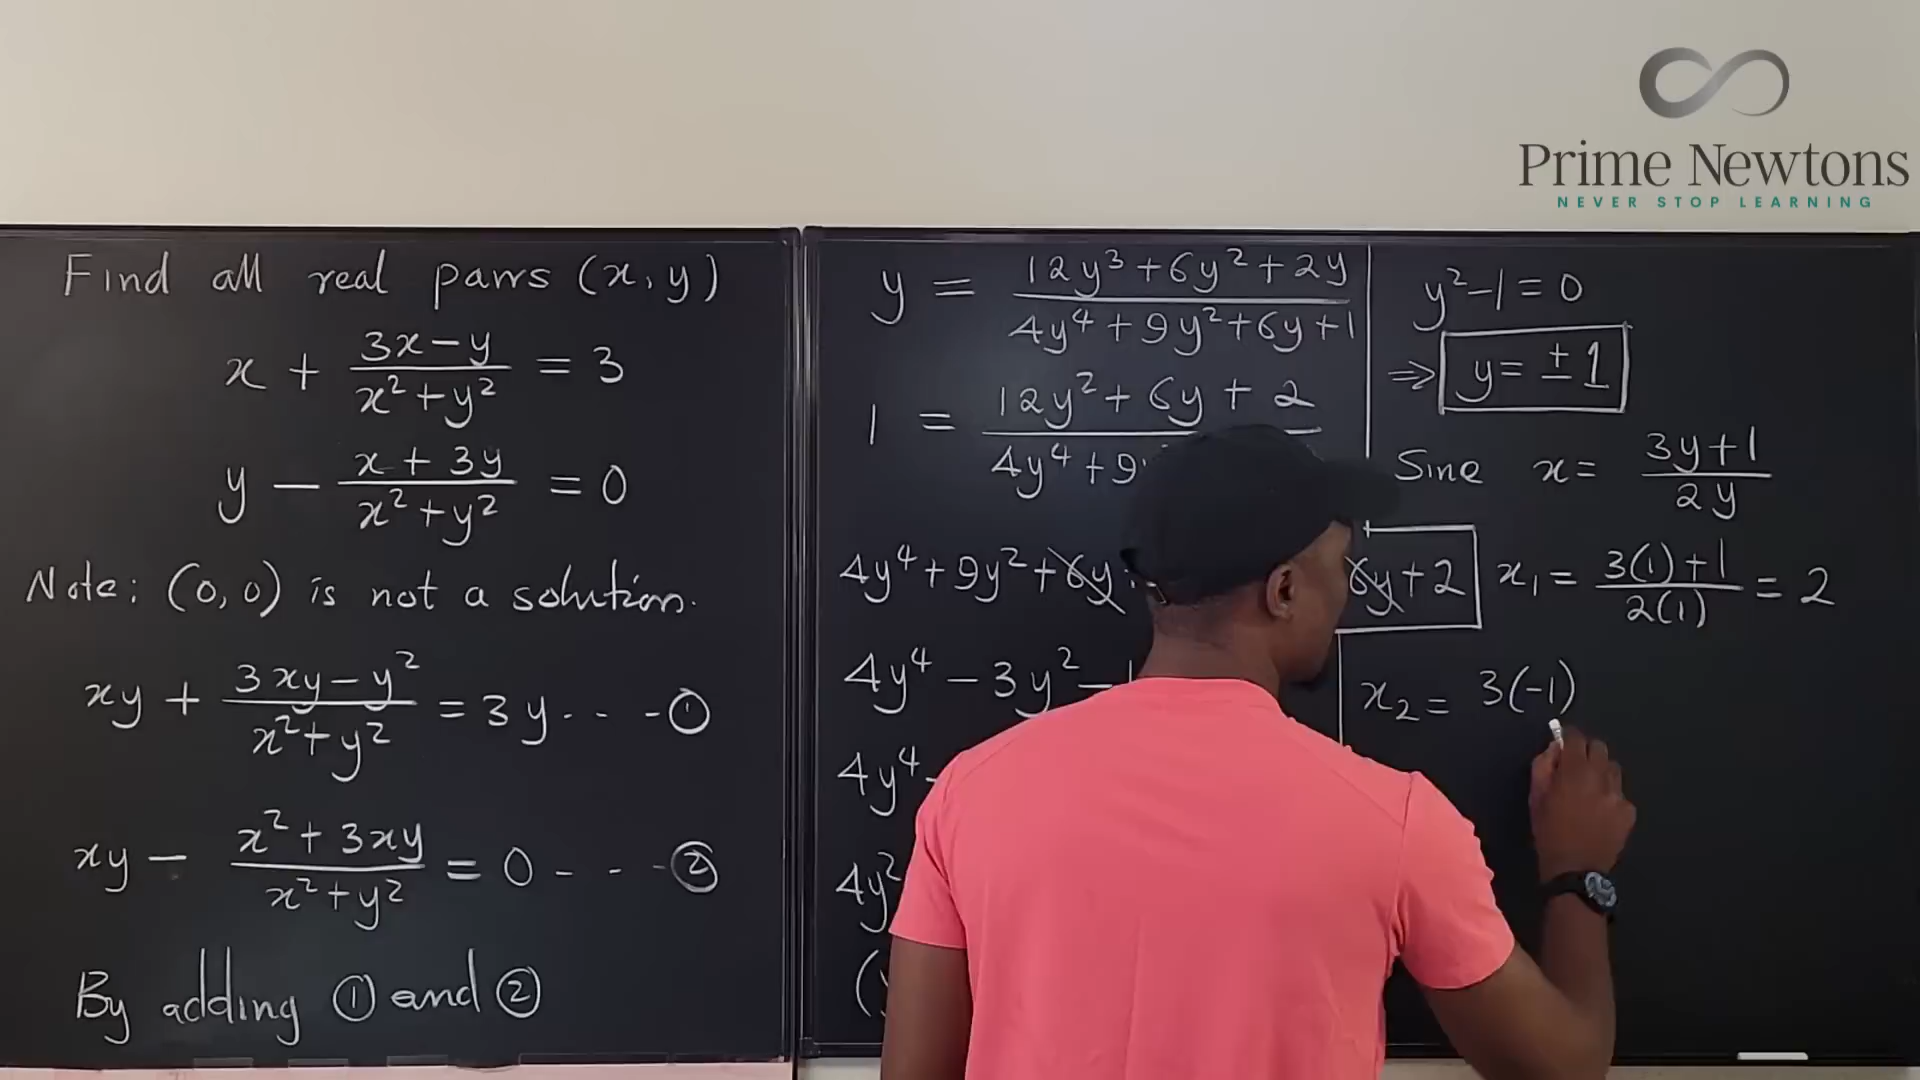 Prime Newtons
NEVER STOP LEARNING
Find all real pairs (x, y)
x + (3x-y)/(x²+y²) = 3
y - (x+3y)/(x²+y²) = 0
Note: (0,0) is not a solution.
xy + (3xy-y²)/(x²+y²) = 3y - - - ①
xy - (x²+3xy)/(x²+y²) = 0 - - - ②
By adding ① and ②
y = (12y³+6y²+2y)/(4y⁴+9y²+6y+1)
1 = (12y²+6y+2)/(4y⁴+9
4y⁴+9y²+6y
6y+2
4y⁴ - 3y² -
4y⁴ -
4y²
(
y²-1=0
⇒ y= ±1
Sine x= (3y+1)/(2y)
x₁ = (3(1)+1)/(2(1)) = 2
x₂ = 3(-1)